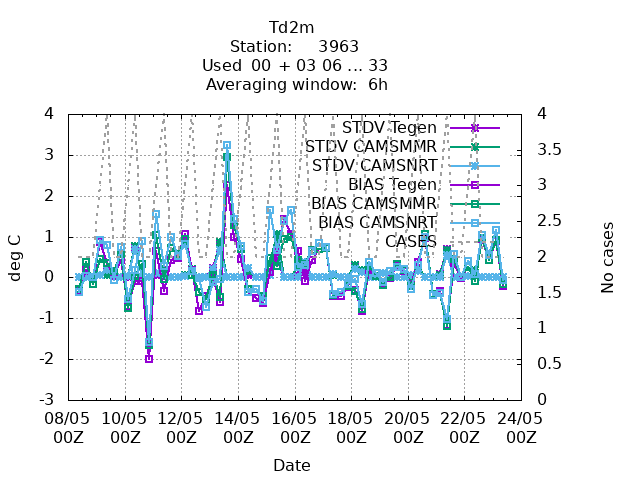 Td2m
Station: 3963
Used 00 + 03 06 ... 33
Averaging window: 6h
4 4
STDV Tegen
3.5
STDV CAMSMMR
3
STDV CAMSNRT
3
BIAS Tegen
2 2.5
BIAS CAMSMMR
BIAS CAMSNRT
CASES
1 2
deg C
No cases
0 1.5
-1 1
-2 0.5
-3 0
08/05 10/05 12/05 14/05 16/05 18/05 20/05 22/05 24/05
00Z 00Z 00Z 00Z 00Z 00Z 00Z 00Z 00Z
Date